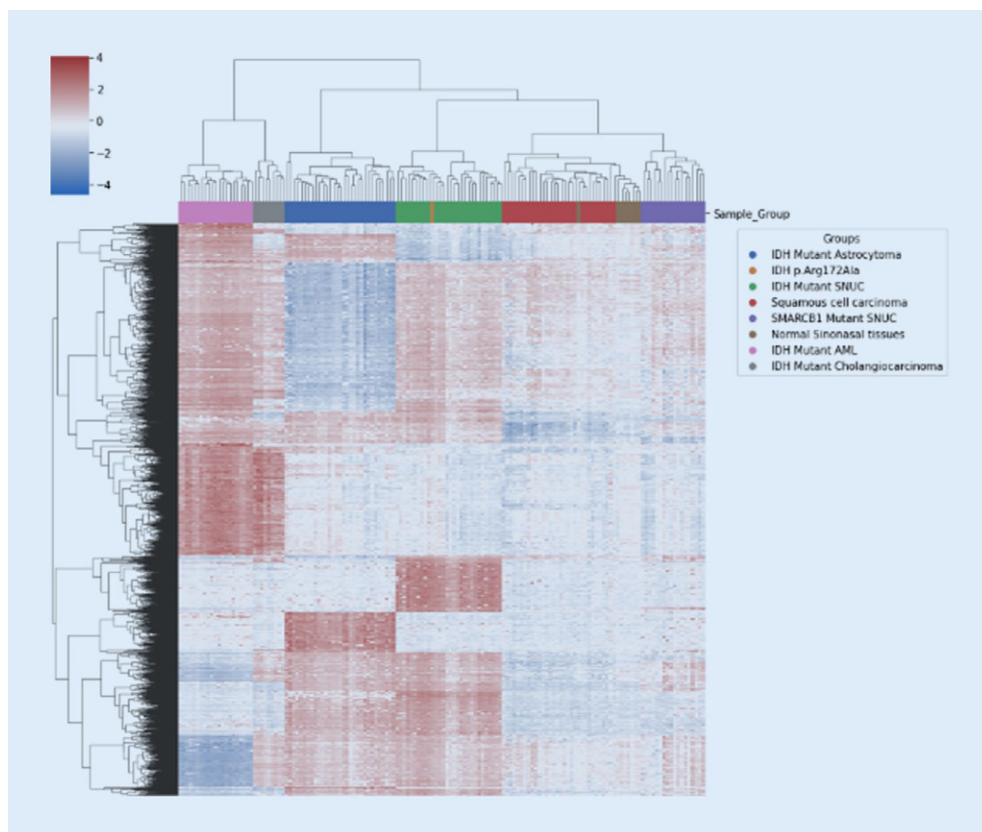 4
2
0
−2
−4
Sample_Group
Groups
IDH Mutant Astrocytoma
IDH p.Arg172Ala
IDH Mutant SNUC
Squamous cell carcinoma
SMARCB1 Mutant SNUC
Normal Sinonasal tissues
IDH Mutant AML
IDH Mutant Cholangiocarcinoma